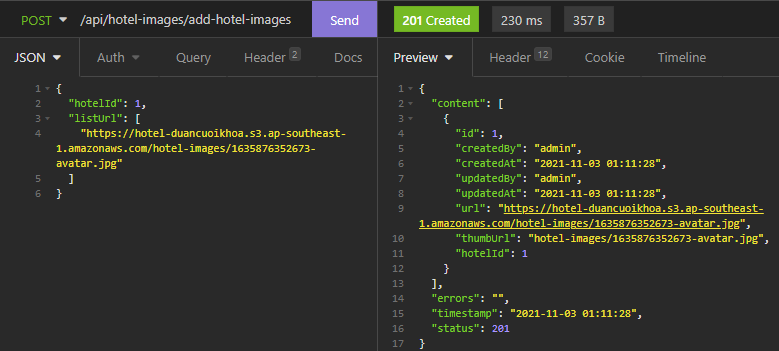 POST /api/hotel-images/add-hotel-images Send 201 Created 230 ms 357 B
JSON Auth Query Header 2 Docs
Preview Header 12 Cookie Timeline
1 {
2 "hotelId": 1,
3 "listUrl": [
4 "https://hotel-duancuoikhoa.s3.ap-southeast-
1.amazonaws.com/hotel-images/1635876352673-
avatar.jpg"
5 ]
6 }
1 {
2 "content": [
3 {
4 "id": 1,
5 "createdBy": "admin",
6 "createdAt": "2021-11-03 01:11:28",
7 "updatedBy": "admin",
8 "updatedAt": "2021-11-03 01:11:28",
9 "url": "https://hotel-duancuoikhoa.s3.ap-southeast-
1.amazonaws.com/hotel-images/1635876352673-avatar.jpg",
10 "thumbUrl": "hotel-images/1635876352673-avatar.jpg",
11 "hotelId": 1
12 }
13 ],
14 "errors": "",
15 "timestamp": "2021-11-03 01:11:28",
16 "status": 201
17 }